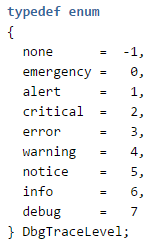 typedef enum
{
  none      = -1,
  emergency =  0,
  alert     =  1,
  critical  =  2,
  error     =  3,
  warning   =  4,
  notice    =  5,
  info      =  6,
  debug     =  7
} DbgTraceLevel;